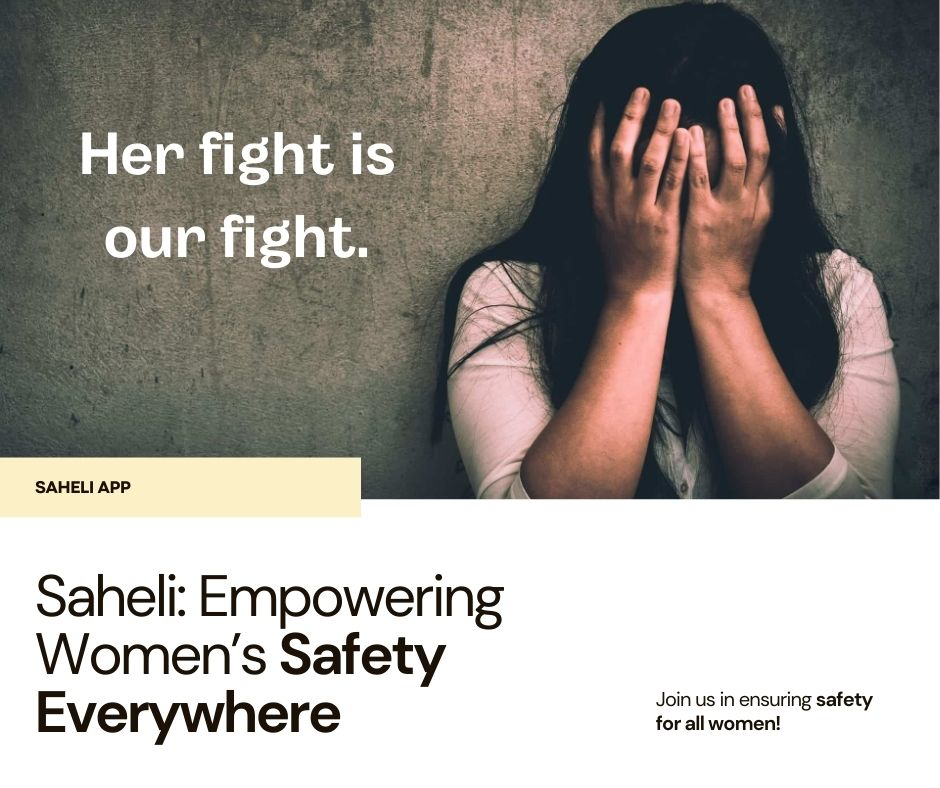 Her fight is
our fight.
SAHELI APP
Saheli: Empowering
Women’s Safety
Everywhere
Join us in ensuring safety
for all women!